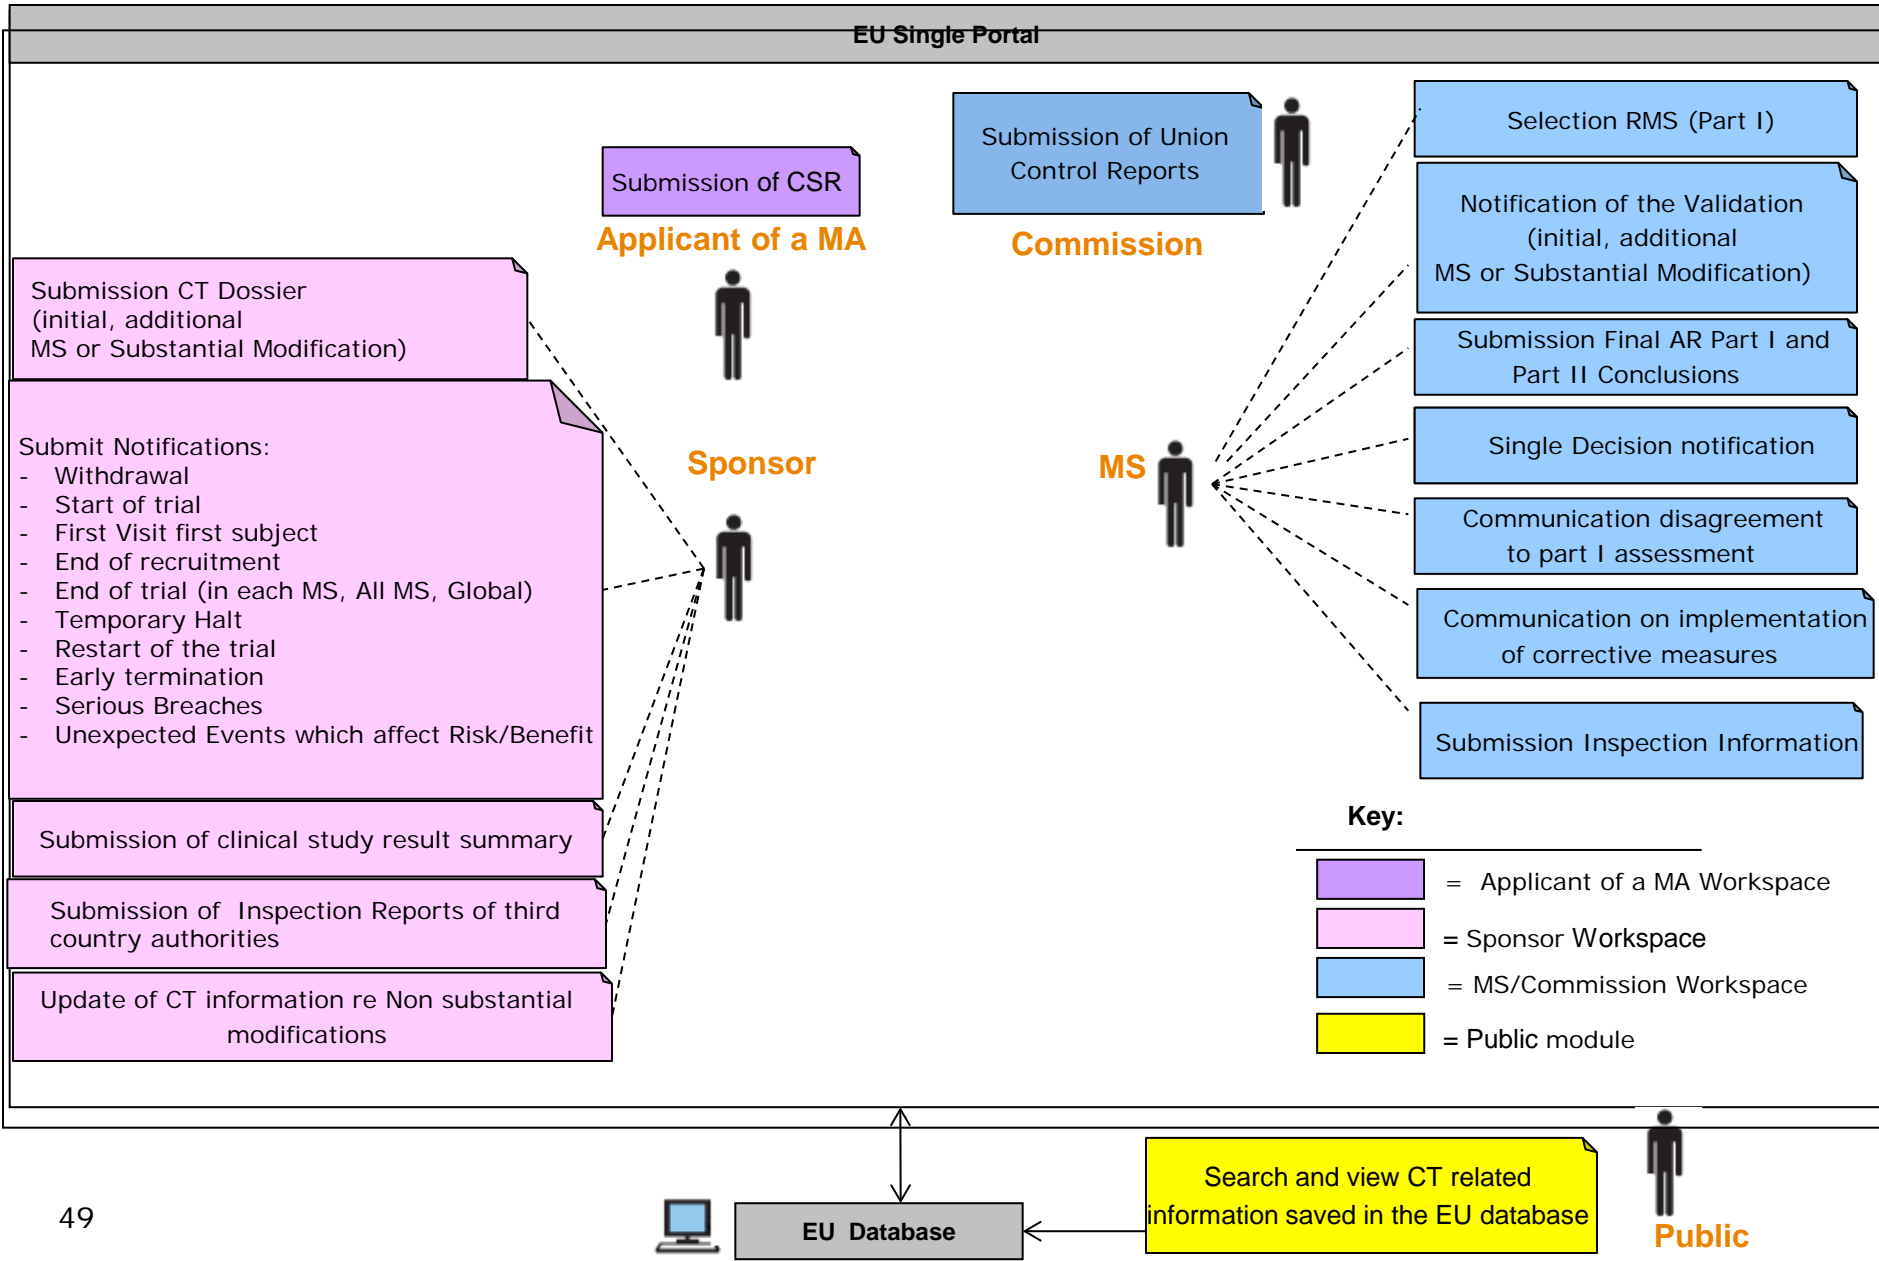 EU Single Portal
Submission of CSR
Applicant of a MA
Submission of Union
Control Reports
Commission
Submission CT Dossier
(initial, additional
MS or Substantial Modification)
Submit Notifications:
- Withdrawal
- Start of trial
- First Visit first subject
- End of recruitment
- End of trial (in each MS, All MS, Global)
- Temporary Halt
- Restart of the trial
- Early termination
- Serious Breaches
- Unexpected Events which affect Risk/Benefit
Submission of clinical study result summary
Submission of Inspection Reports of third
country authorities
Update of CT information re Non substantial
modifications
Sponsor
MS
Selection RMS (Part I)
Notification of the Validation
(initial, additional
MS or Substantial Modification)
Submission Final AR Part I and
Part II Conclusions
Single Decision notification
Communication disagreement
to part I assessment
Communication on implementation
of corrective measures
Submission Inspection Information
Key:
= Applicant of a MA Workspace
= Sponsor Workspace
= MS/Commission Workspace
= Public module
Search and view CT related
information saved in the EU database
Public
EU Database
49